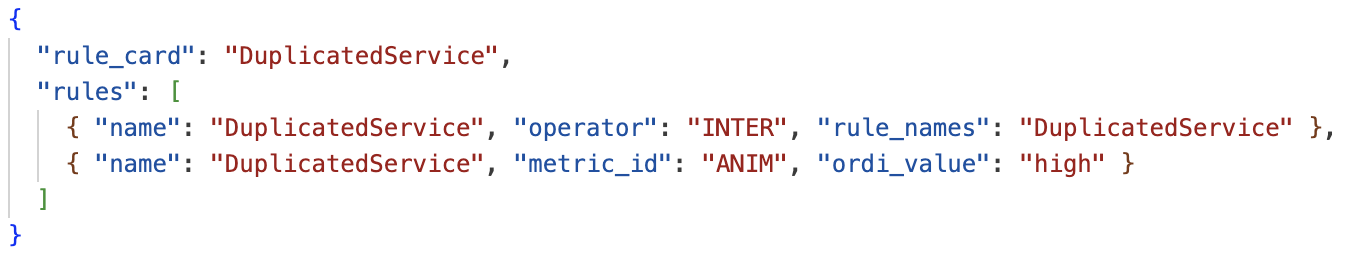 {
  "rule_card": "DuplicatedService",
  "rules": [
    { "name": "DuplicatedService", "operator": "INTER", "rule_names": "DuplicatedService" },
    { "name": "DuplicatedService", "metric_id": "ANIM", "ordi_value": "high" }
  ]
}